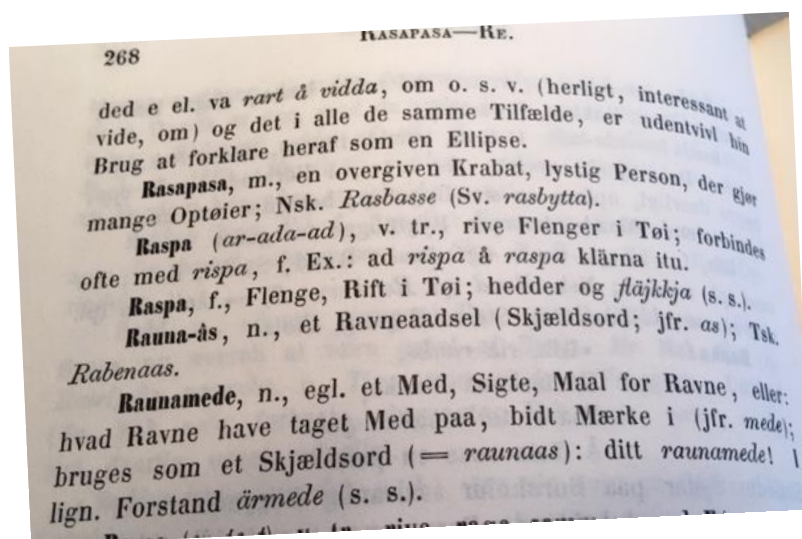 268
RASAPASA—RE.
ded e el. va rart å vidda, om o. s. v. (herligt, interessant at
vide, om) og det i alle de samme Tilfælde, er udentvivl hin
Brug at forklare heraf som en Ellipse.
Rasapasa, m., en overgiven Krabat, lystig Person, der gjør
mange Optøier; Nsk. Rasbasse (Sv. rasbytta).
Raspa (ar-ada-ad), v. tr., rive Flenger i Tøi; forbindes
ofte med rispa, f. Ex.: ad rispa å raspa klärna itu.
Raspa, f., Flenge, Rift i Tøi; hedder og fläjkkja (s. s.).
Rauna-ås, n., et Ravneaadsel (Skjældsord; jfr. as); Tsk.
Rabenaas.
Raunamede, n., egl. et Med, Sigte, Maal for Ravne, eller:
hvad Ravne have taget Med paa, bidt Mærke i (jfr. mede);
bruges som et Skjældsord (= raunaas): ditt raunamede! I
lign. Forstand ärmede (s. s.).